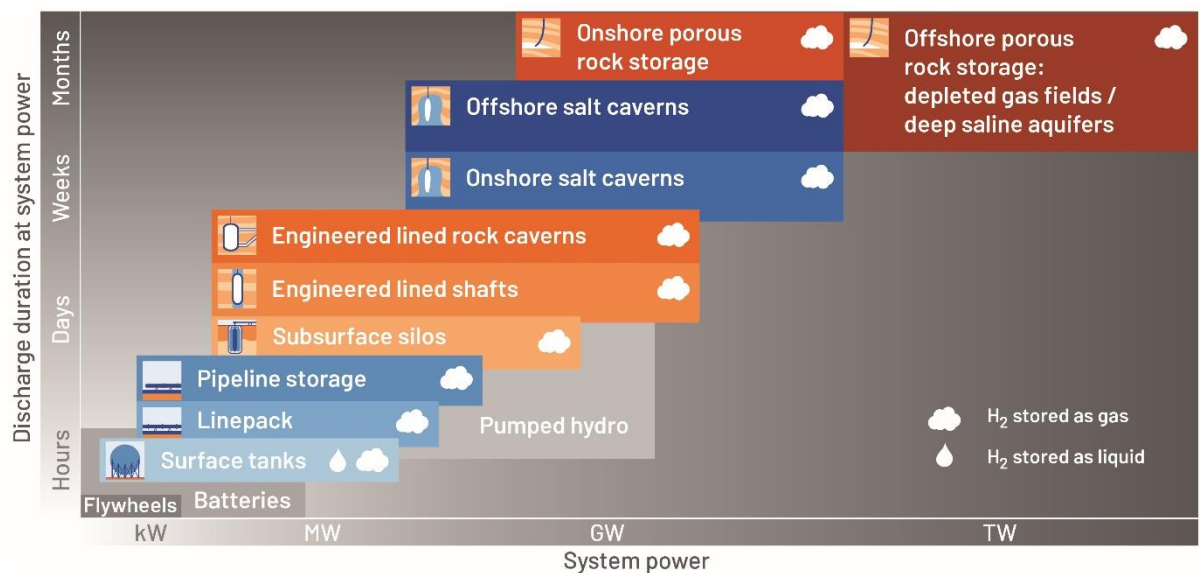 Discharge duration at system power
Months
Weeks
Days
Hours
Onshore porous
rock storage
Offshore porous
rock storage:
depleted gas fields /
deep saline aquifers
Offshore salt caverns
Onshore salt caverns
Engineered lined rock caverns
Engineered lined shafts
Subsurface silos
Pipeline storage
Linepack
Pumped hydro
Surface tanks
Batteries
Flywheels
H₂ stored as gas
H₂ stored as liquid
kW
MW
GW
TW
System power